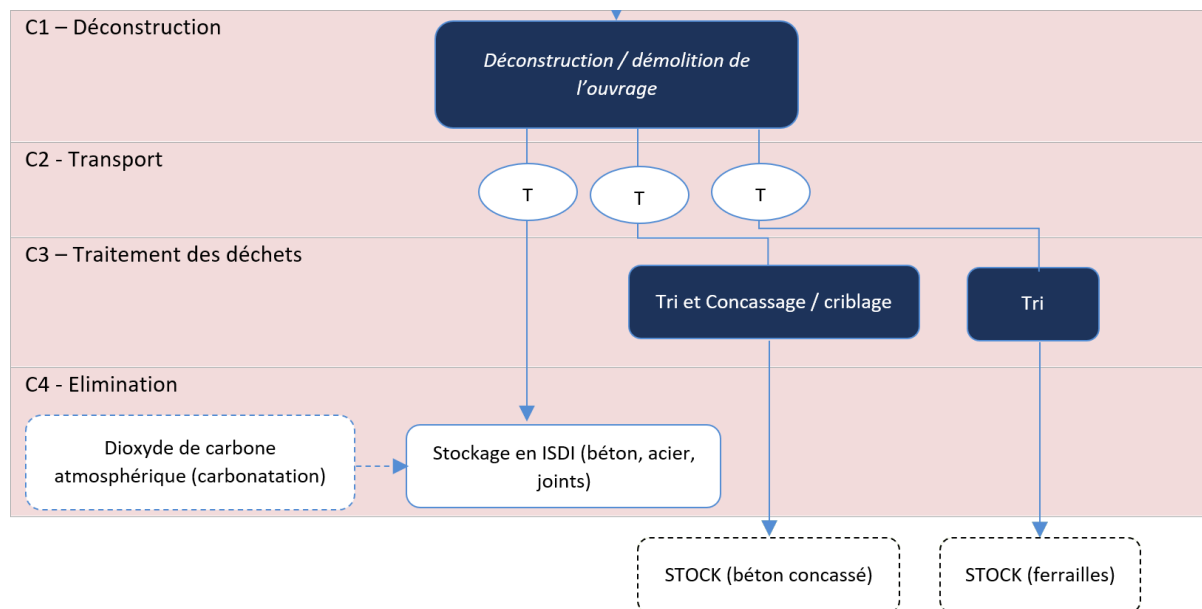 C1 – Déconstruction
Déconstruction / démolition de
l’ouvrage
C2 - Transport
T
T
T
C3 – Traitement des déchets
Tri et Concassage / criblage
Tri
C4 - Elimination
Dioxyde de carbone
atmosphérique (carbonatation)
Stockage en ISDI (béton, acier,
joints)
STOCK (béton concassé)
STOCK (ferrailles)